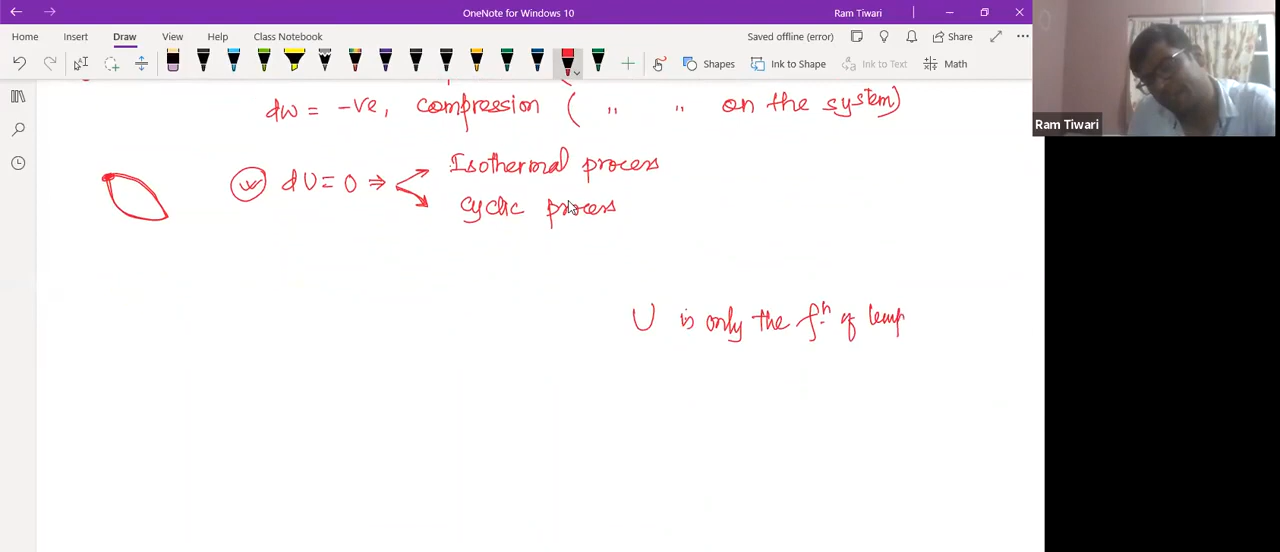 OneNote for Windows 10
Ram Tiwari
Home Insert Draw View Help Class Notebook
Saved offline (error) Share
Shapes Ink to Shape Ink to Text Math
dw = -ve, compression ( ,, ,, on the system)
(iv) dU = 0 ⇒ Isothermal process
Cyclic process
U is only the fⁿ of temp
Ram Tiwari